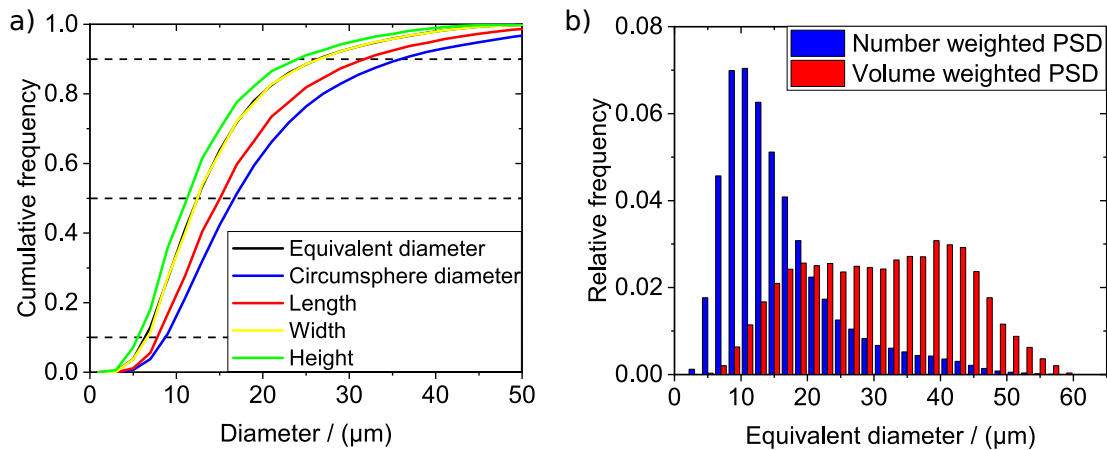 a)
1.0
0.8
0.6
0.4
0.2
0.0
Cumulative frequency
Equivalent diameter
Circumsphere diameter
Length
Width
Height
0 10 20 30 40 50
Diameter / (μm)
b)
0.08
0.06
0.04
0.02
0.00
Relative frequency
Number weighted PSD
Volume weighted PSD
0 10 20 30 40 50 60
Equivalent diameter / (μm)